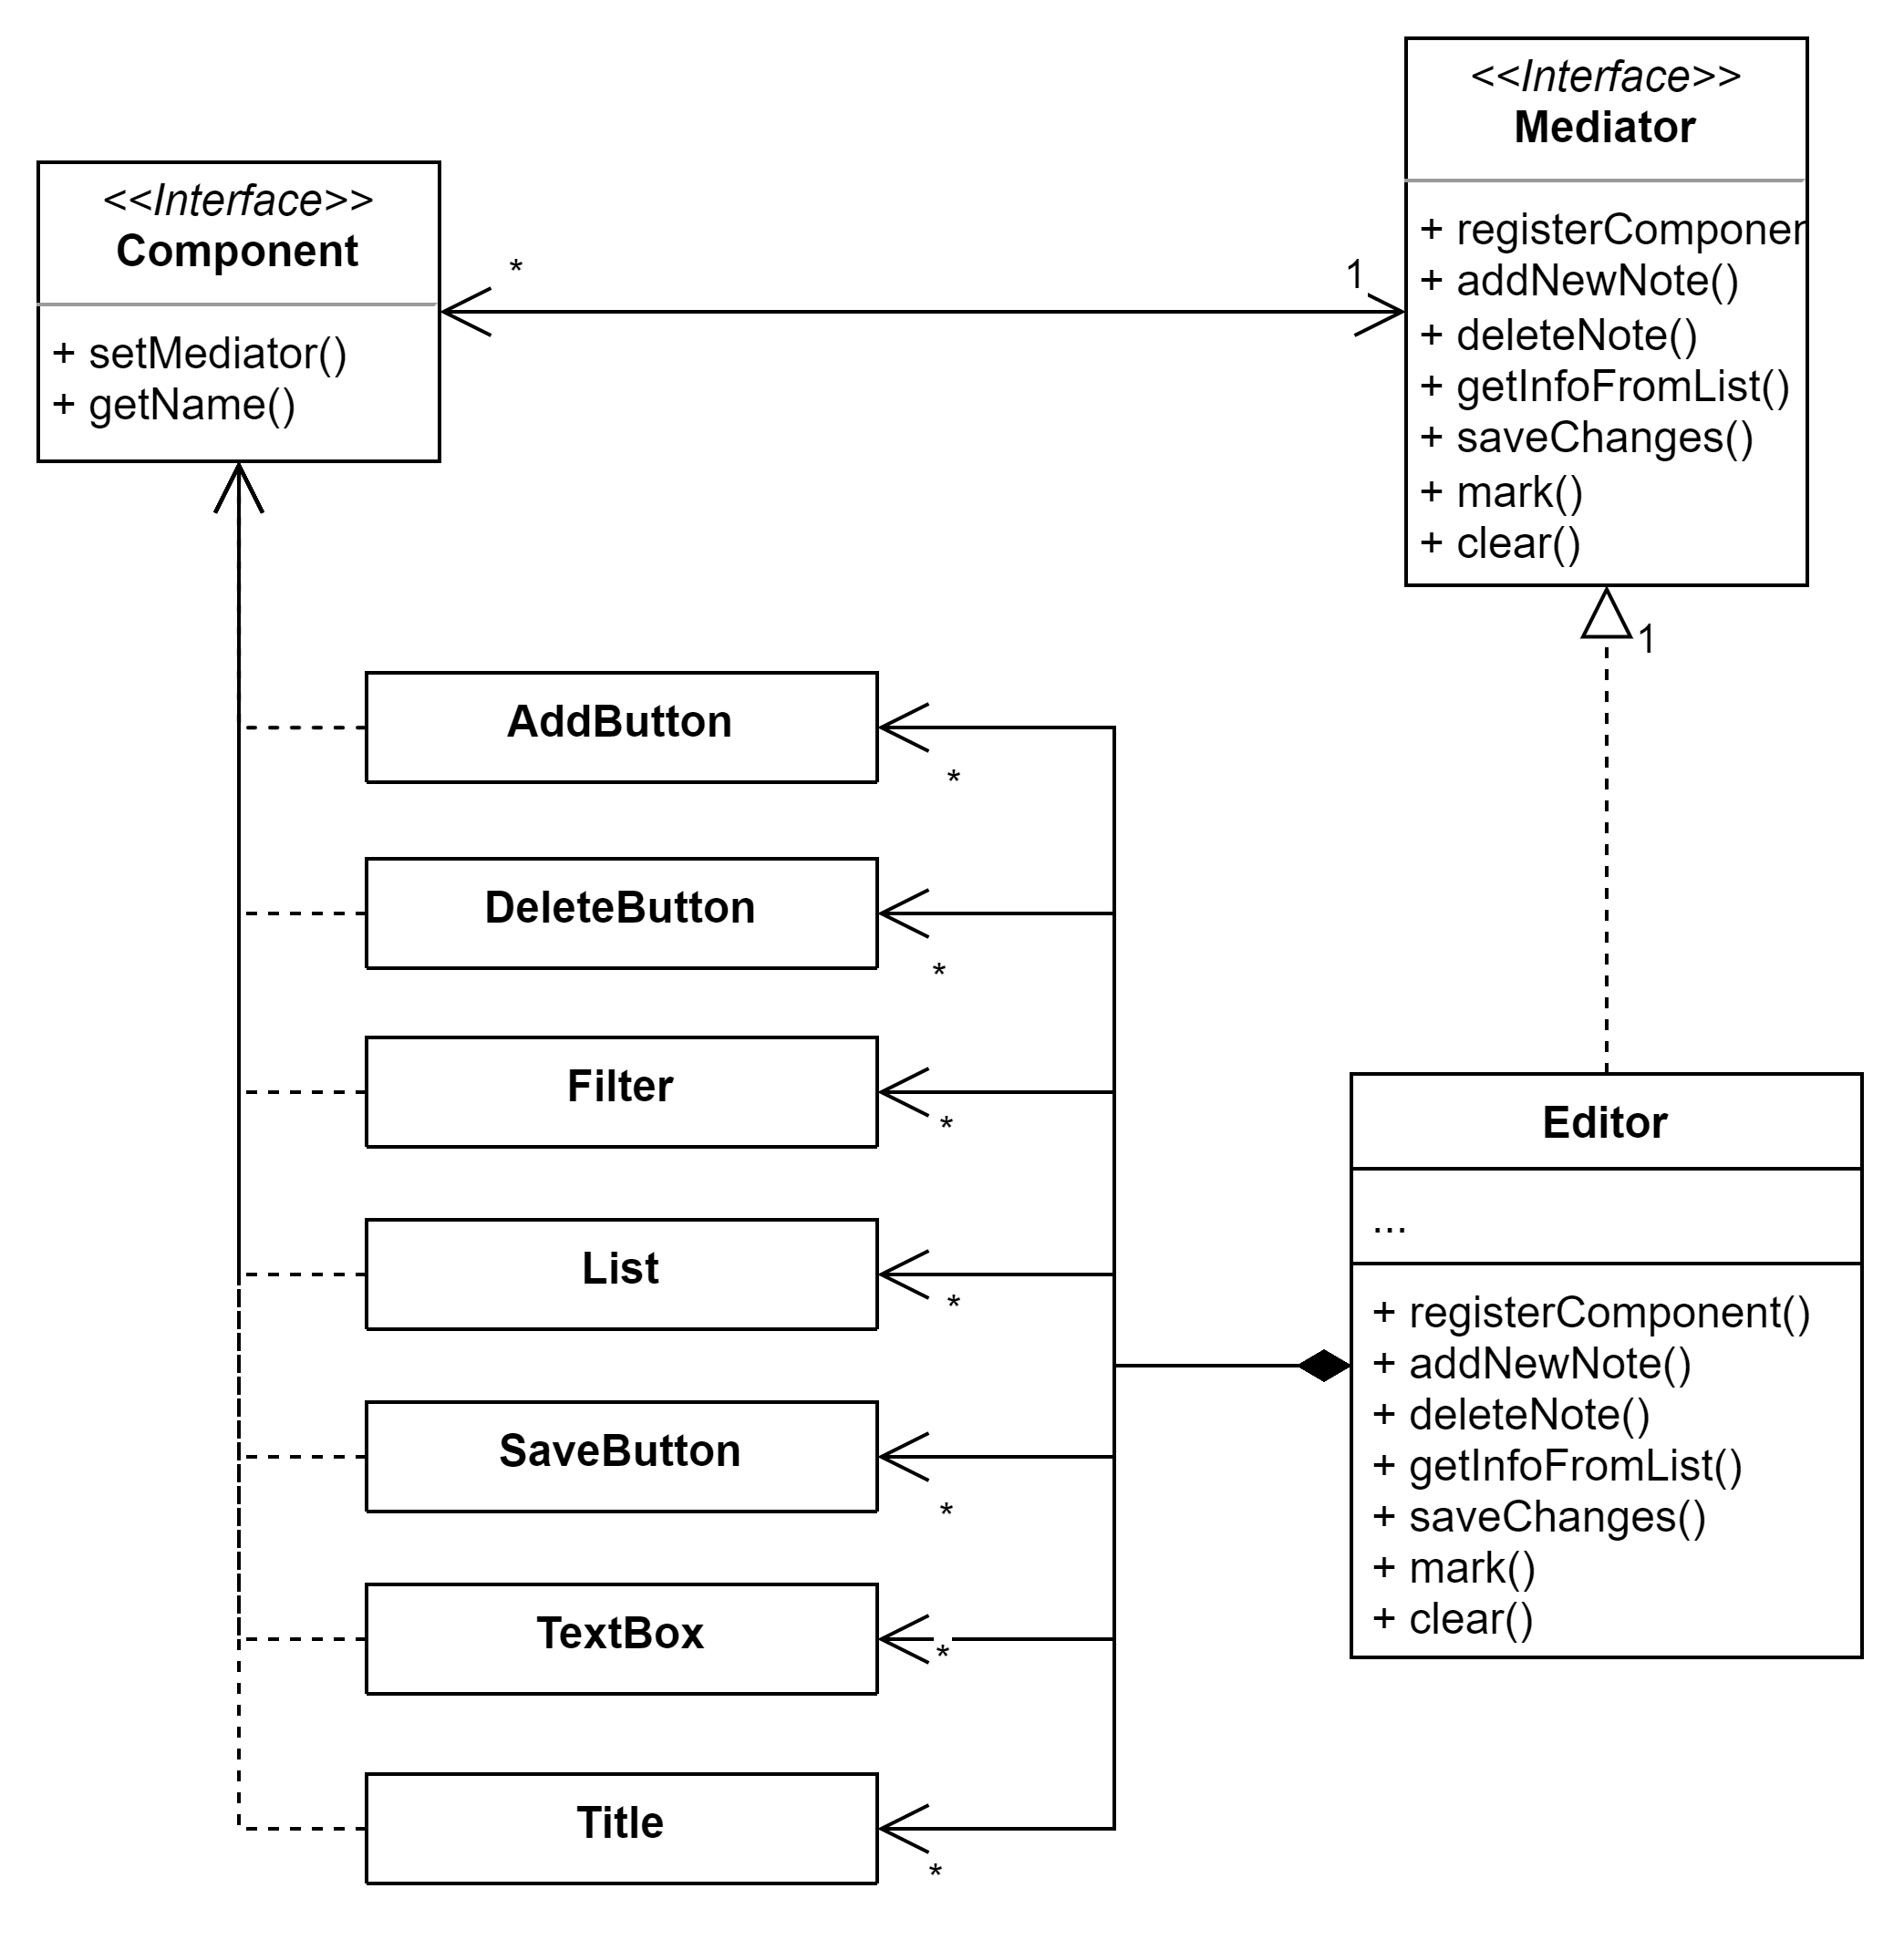 <<Interface>>
Mediator
+ registerComponen
+ addNewNote()
+ deleteNote()
+ getInfoFromList()
+ saveChanges()
+ mark()
+ clear()
<<Interface>>
Component
+ setMediator()
+ getName()
*
1
1
AddButton
*
DeleteButton
*
Filter
*
List
*
SaveButton
*
TextBox
*
Title
*
Editor
...
+ registerComponent()
+ addNewNote()
+ deleteNote()
+ getInfoFromList()
+ saveChanges()
+ mark()
+ clear()